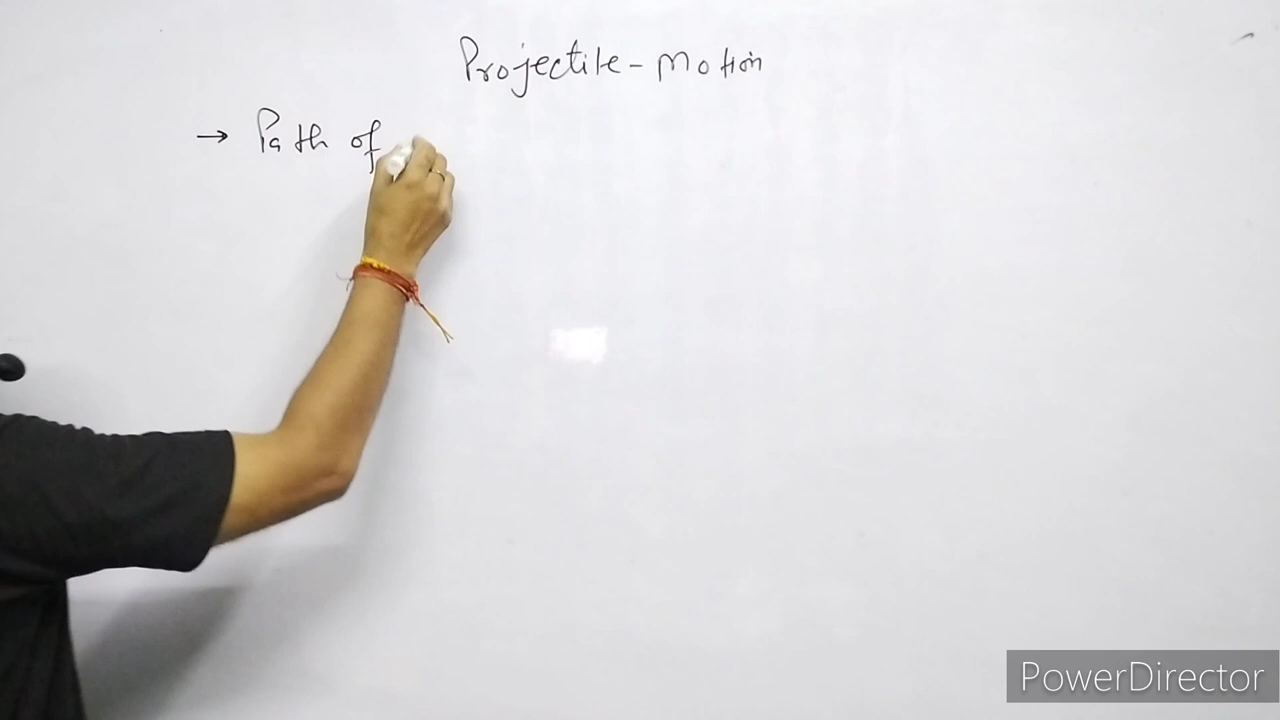 Projectile-Motion
→ Path of
PowerDirector